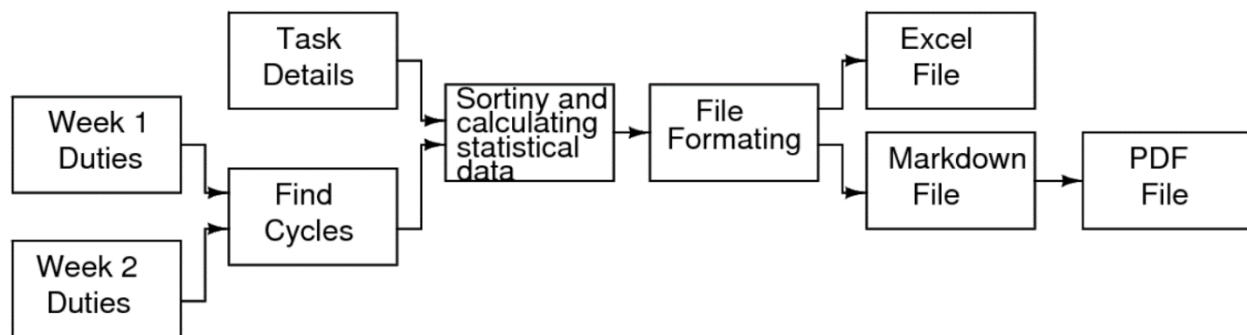 Task
Details
Excel
File
Week 1
Duties
Sortiny and
calculating
statistical
data
File
Formating
Markdown
File
PDF
File
Find
Cycles
Week 2
Duties